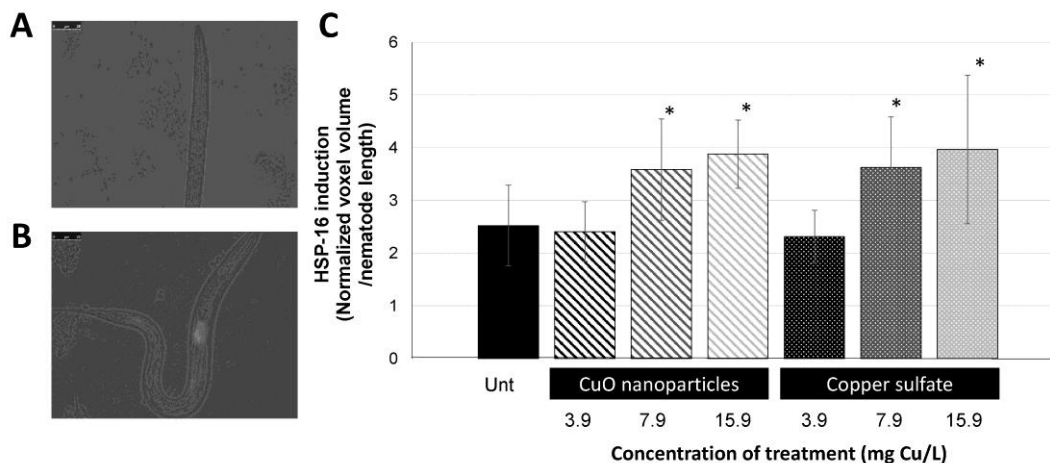 A
B
C
HSP-16 induction
(Normalized voxel volume
/nematode length)
6
5
4
3
2
1
0
*
*
*
*
Unt
CuO nanoparticles
Copper sulfate
3.9
7.9
15.9
3.9
7.9
15.9
Concentration of treatment (mg Cu/L)